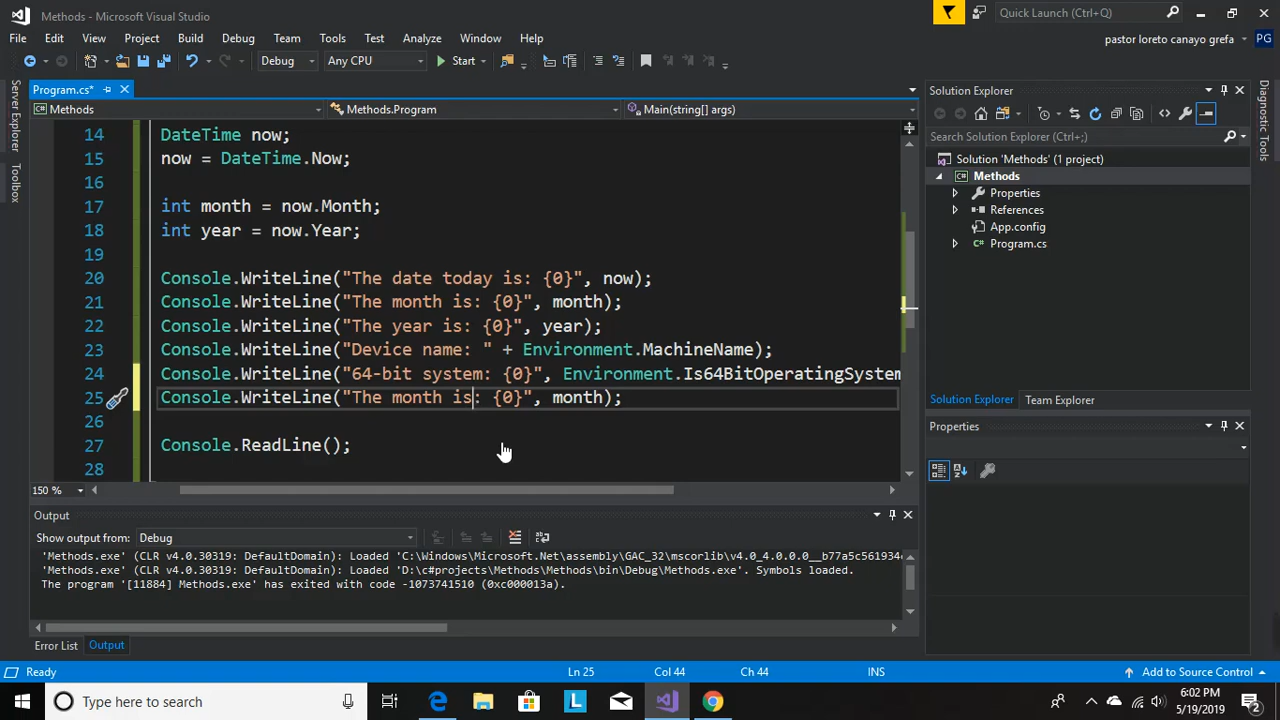 Methods - Microsoft Visual Studio
Quick Launch (Ctrl+Q)
File Edit View Project Build Debug Team Tools Test Analyze Window Help
pastor loreto canayo grefa PG
Debug Any CPU Start
Server Explorer
Toolbox
Program.cs*
Methods Methods.Program Main(string[] args)
14 DateTime now;
15 now = DateTime.Now;
16
17 int month = now.Month;
18 int year = now.Year;
19
20 Console.WriteLine("The date today is: {0}", now);
21 Console.WriteLine("The month is: {0}", month);
22 Console.WriteLine("The year is: {0}", year);
23 Console.WriteLine("Device name: " + Environment.MachineName);
24 Console.WriteLine("64-bit system: {0}", Environment.Is64BitOperatingSystem
25 Console.WriteLine("The month is: {0}", month);
26
27 Console.ReadLine();
28
150 %
Output
Show output from: Debug
'Methods.exe' (CLR v4.0.30319: DefaultDomain): Loaded 'C:\Windows\Microsoft.Net\assembly\GAC_32\mscorlib\v4.0_4.0.0.0__b77a5c561934
'Methods.exe' (CLR v4.0.30319: DefaultDomain): Loaded 'D:\c#projects\Methods\Methods\bin\Debug\Methods.exe'. Symbols loaded.
The program '[11884] Methods.exe' has exited with code -1073741510 (0xc000013a).
Error List Output
Solution Explorer
Search Solution Explorer (Ctrl+;)
Solution 'Methods' (1 project)
Methods
Properties
References
App.config
Program.cs
Solution Explorer Team Explorer
Properties
Diagnostic Tools
Ready Ln 25 Col 44 Ch 44 INS Add to Source Control
Type here to search
6:02 PM
5/19/2019
2